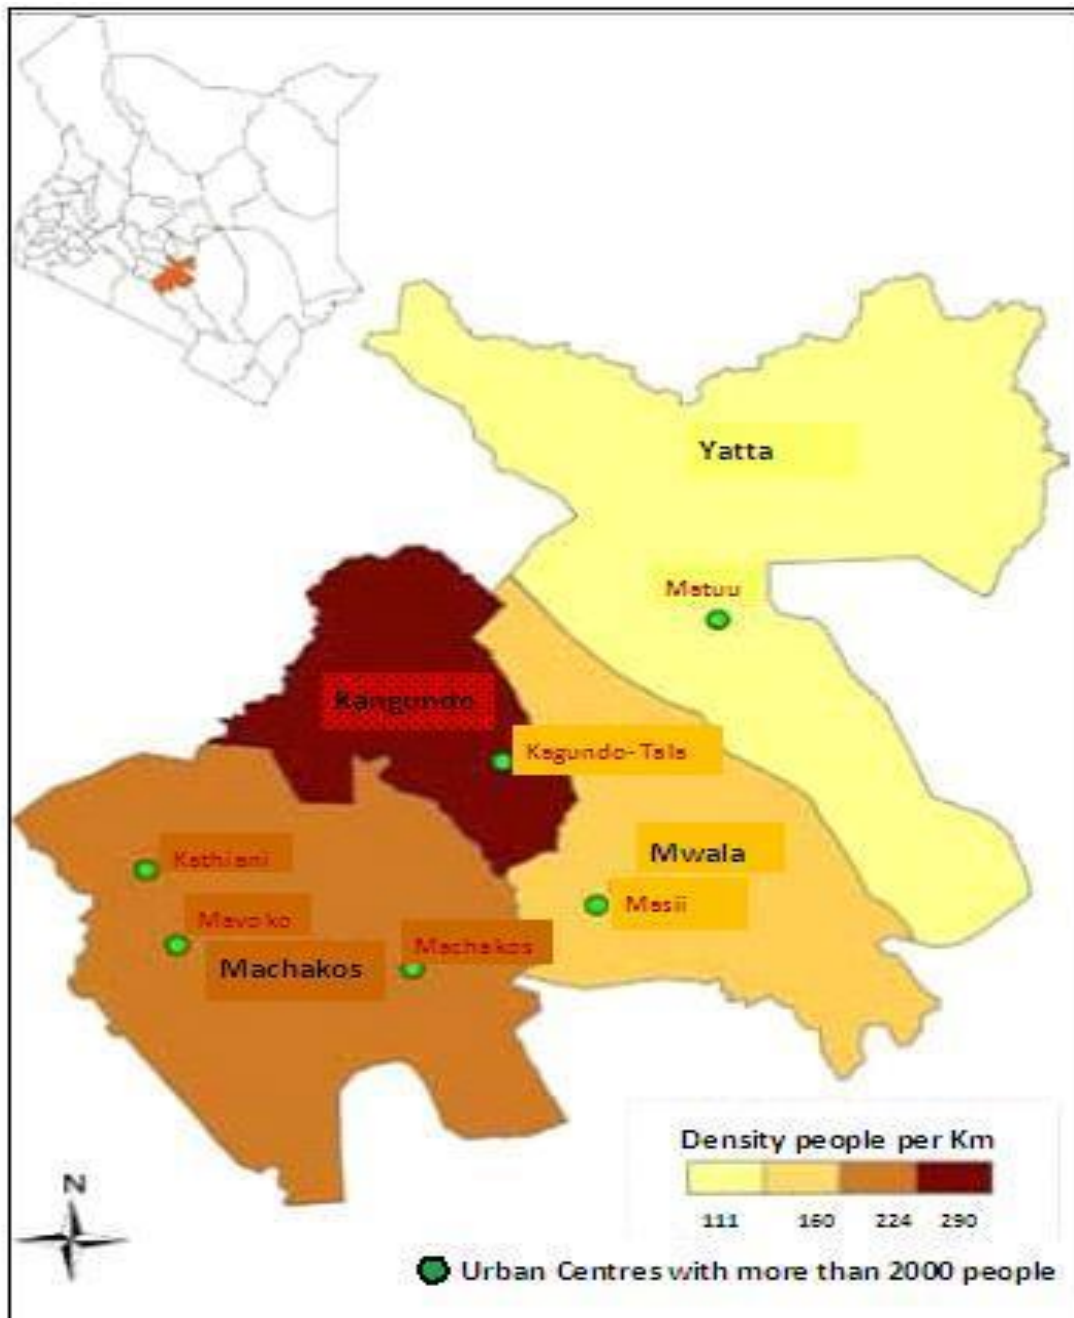 Yatta
Matuu
Kangundo
Kagundo-Tala
Mwala
Kathiani
Masii
Mavoko
Machakos
Machakos
Density people per Km
111 160 224 290
N
Urban Centres with more than 2000 people